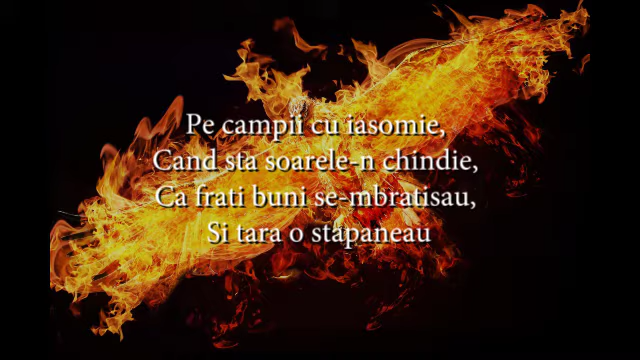 Pe campii cu iasomie,
Cand sta soarele-n chindie,
Ca frati buni se-mbratisau,
Si tara o stapaneau